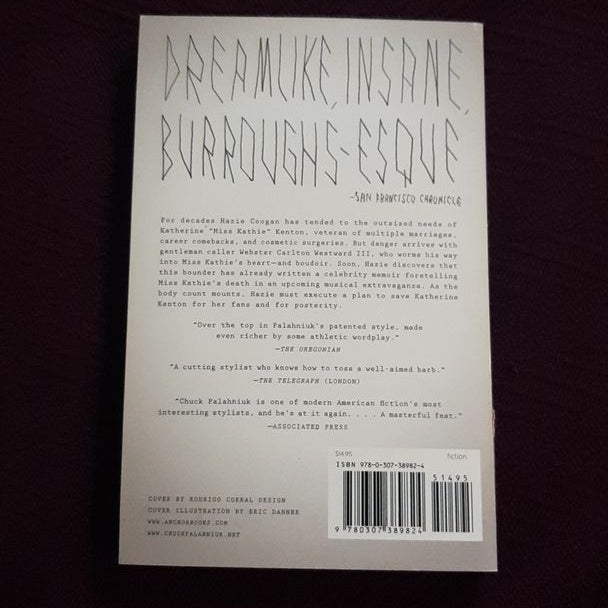 DREAMLIKE, INSANE,
BURROUGHS-ESQUE
—SAN FRANCISCO CHRONICLE
For decades Hazie Coogan has tended to the outsized needs of
Katherine "Miss Kathie" Kenton, veteran of multiple marriages,
career comebacks, and cosmetic surgeries. But danger arrives with
gentleman caller Webster Carlton Westward III, who worms his way
into Miss Kathie's heart—and boudoir. Soon, Hazie discovers that
this bounder has already written a celebrity memoir foretelling
Miss Kathie's death in an upcoming musical extravaganza. As the
body count mounts, Hazie must execute a plan to save Katherine
Kenton for her fans and for posterity.
"Over the top in Palahniuk's patented style, made
even richer by some athletic wordplay."
—THE OREGONIAN
"A cutting stylist who knows how to toss a well-aimed barb."
—THE TELEGRAPH (LONDON)
"Chuck Palahniuk is one of modern American fiction's most
interesting stylists, and he's at it again. . . . A masterful feat."
—ASSOCIATED PRESS
$14.95 fiction
ISBN 978-0-307-38982-4
51495
9 780307 389824
COVER BY RODRIGO CORRAL DESIGN
COVER ILLUSTRATION BY ERIC DANNER
WWW.ANCHORBOOKS.COM
WWW.CHUCKPALAHNIUK.NET